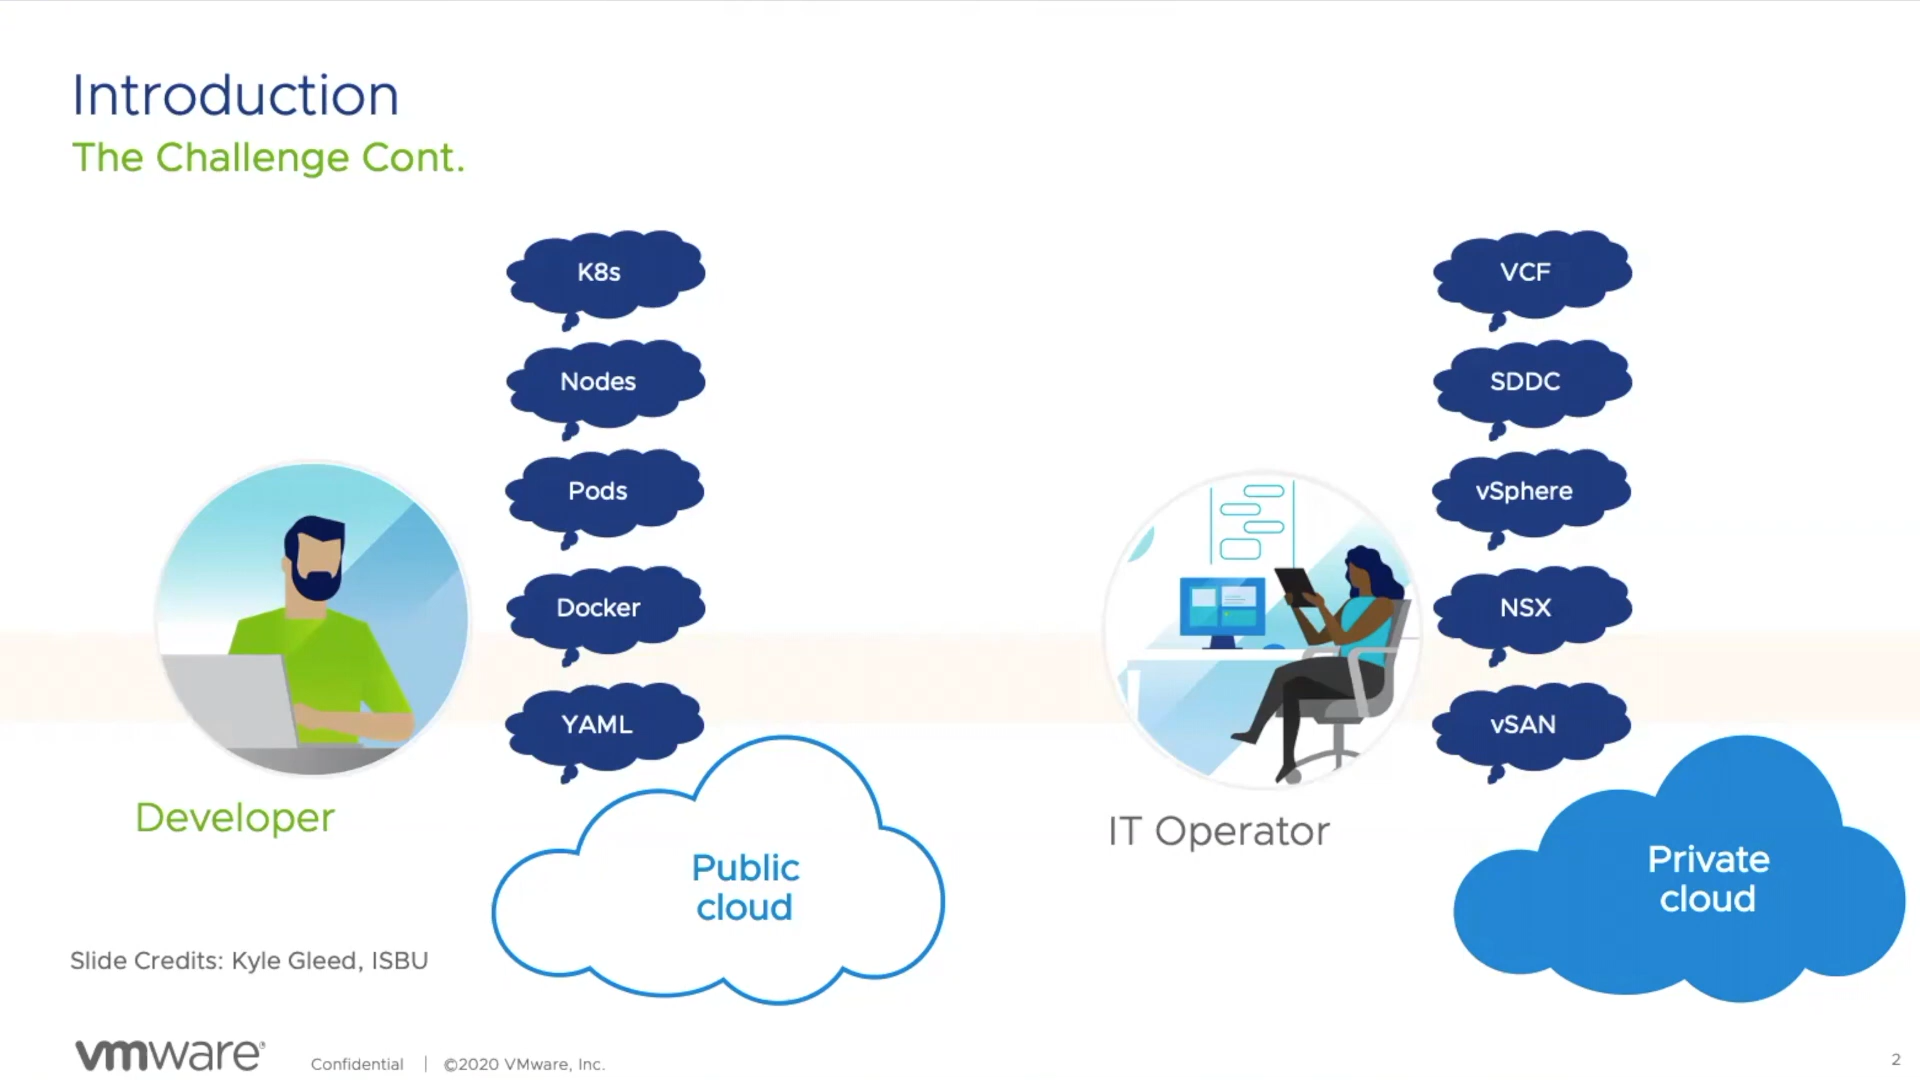 Introduction
The Challenge Cont.
K8s
Nodes
Pods
Docker
YAML
Developer
Public
cloud
VCF
SDDC
vSphere
NSX
vSAN
IT Operator
Private
cloud
Slide Credits: Kyle Gleed, ISBU
vmware®
Confidential | ©2020 VMware, Inc.
2